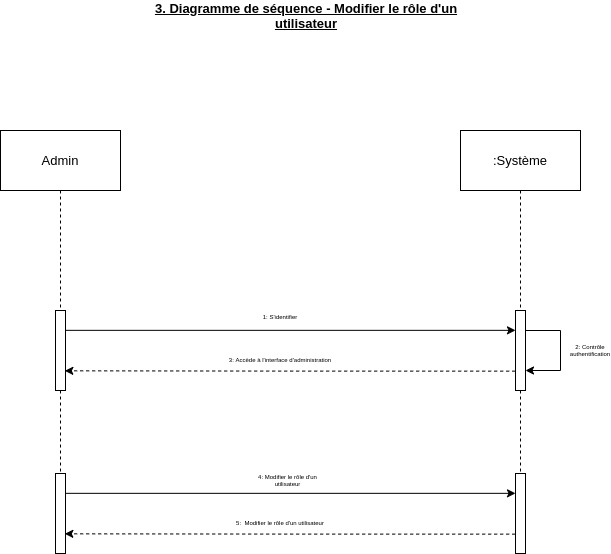 3. Diagramme de séquence - Modifier le rôle d'un
utilisateur
Admin
:Système
1: S'identifier
2: Contrôle
authentification
3: Accède à l'interface d'administration
4: Modifier le rôle d'un
utilisateur
5: Modifier le rôle d'un utilisateur